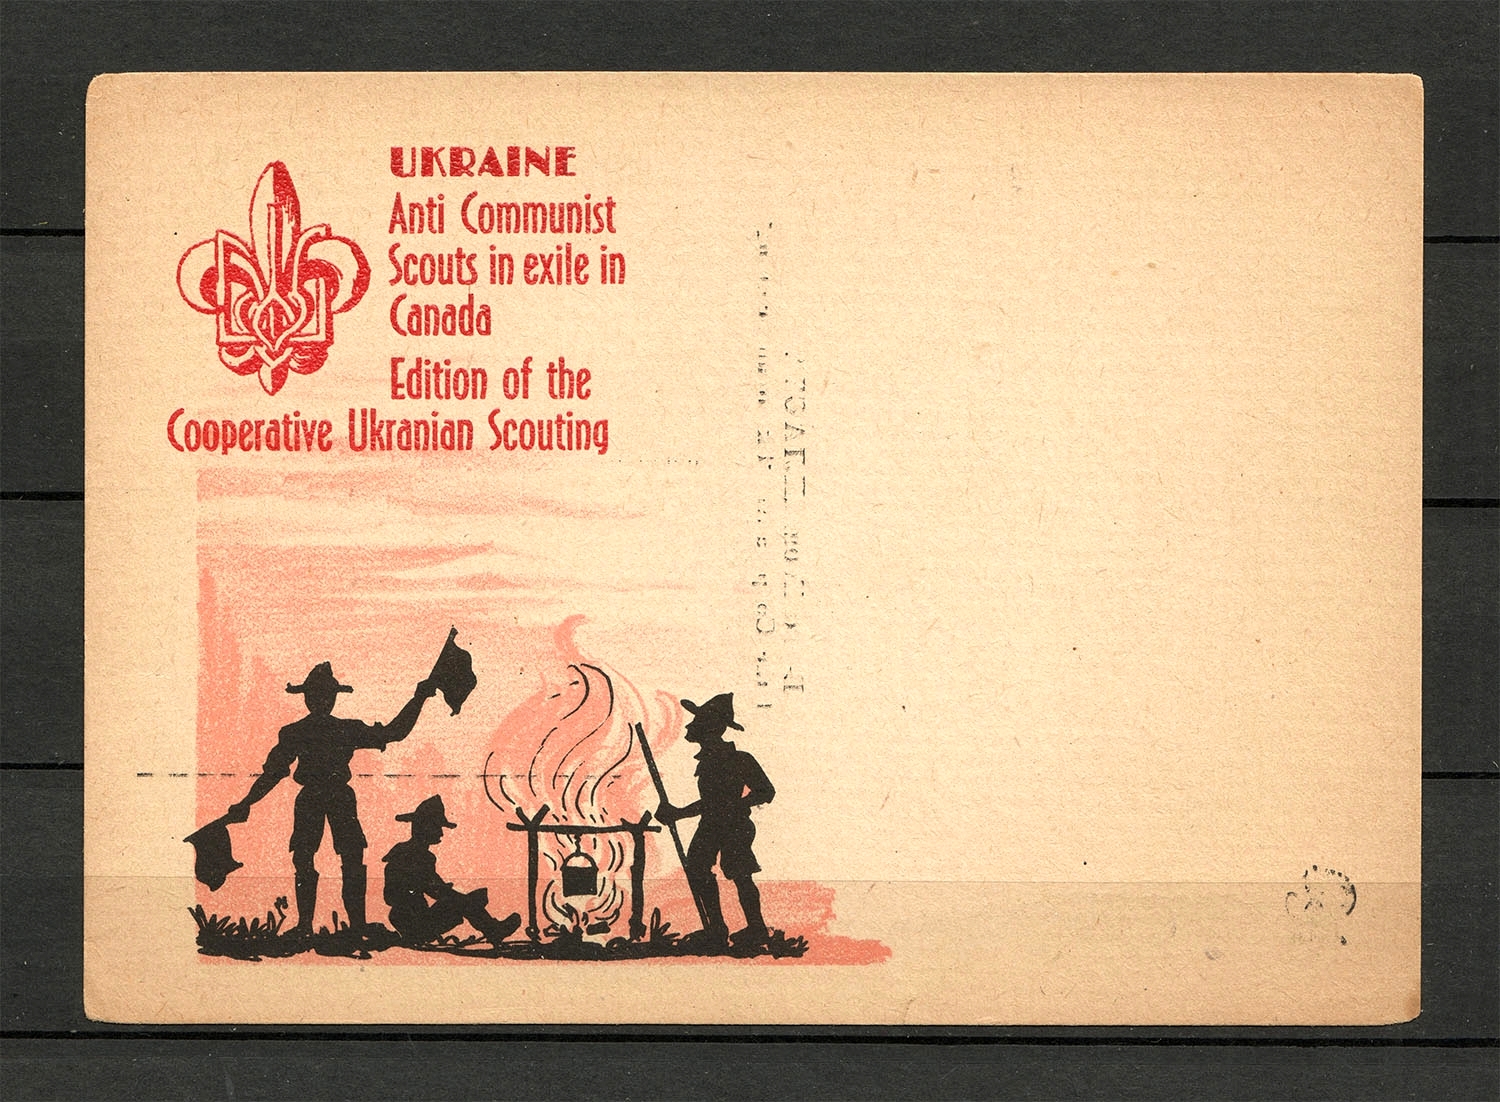 UKRAINE
Anti Communist
Scouts in exile in
Canada
Edition of the
Cooperative Ukranian Scouting